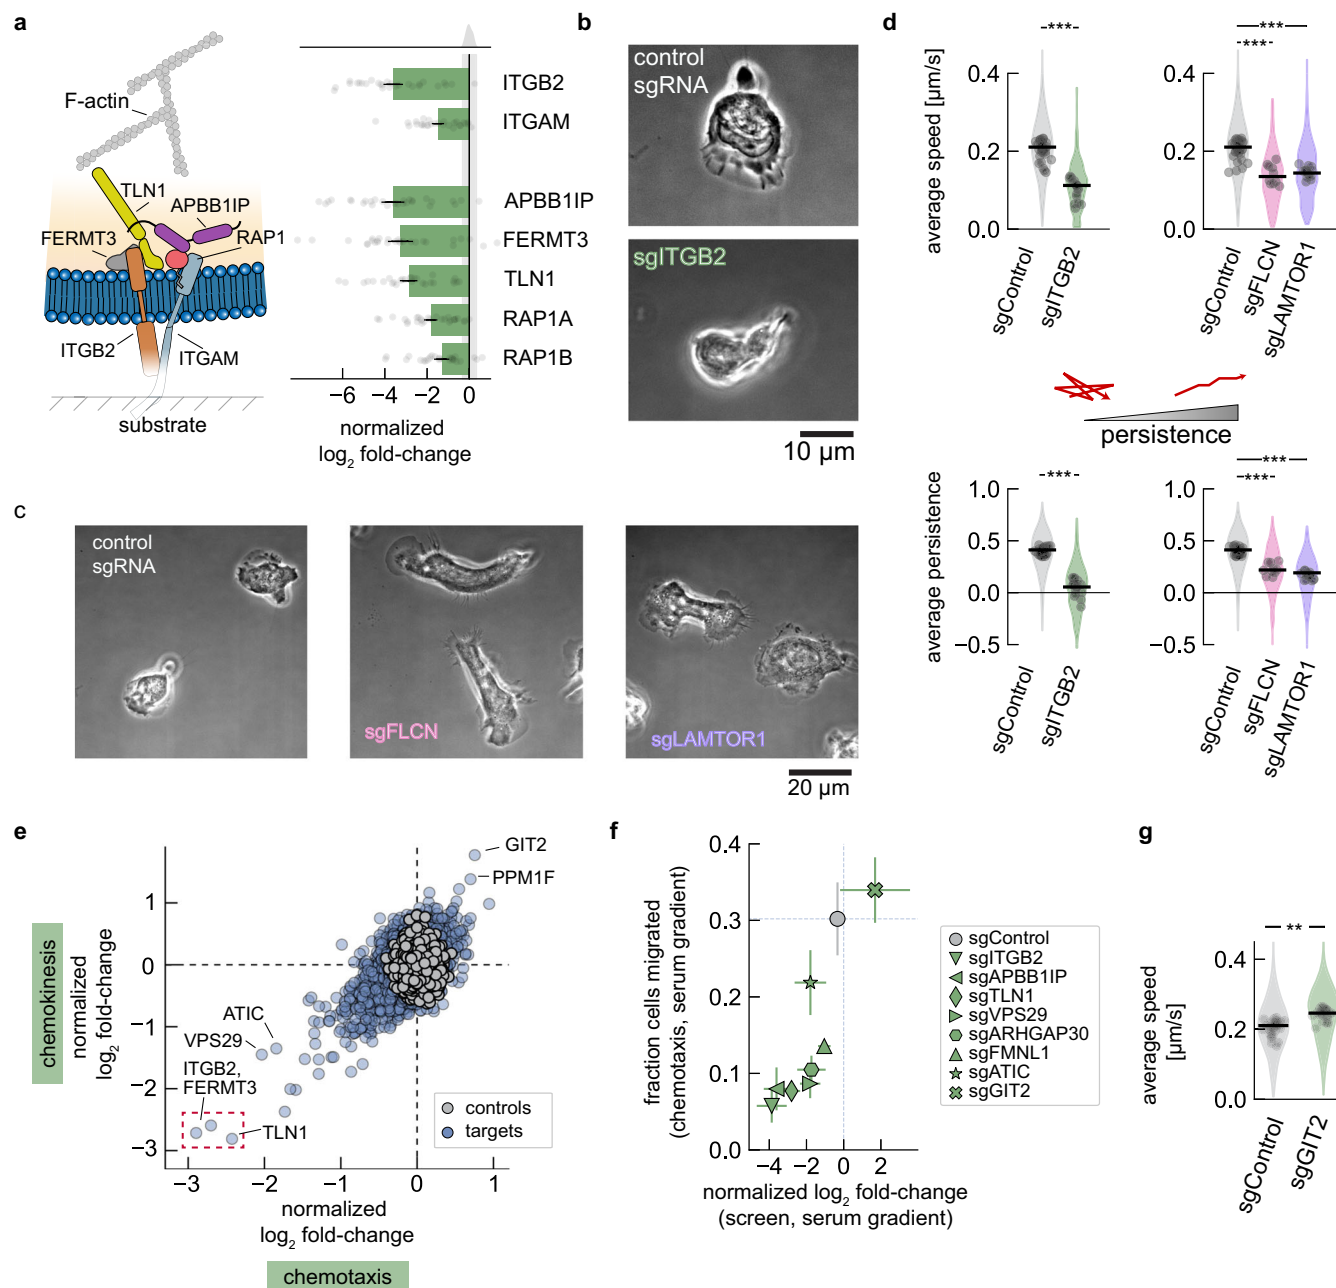 a
F-actin
TLN1
APBB1IP
FERMT3
RAP1
ITGB2
ITGAM
substrate
ITGB2
ITGAM
APBB1IP
FERMT3
TLN1
RAP1A
RAP1B
−6 −4 −2 0
normalized
log2 fold-change
b
control
sgRNA
sgITGB2
10 µm
c
control
sgRNA
sgFLCN
sgLAMTOR1
20 µm
d
***
***
***
average speed [µm/s]
0.4
0.2
0.0
sgControl
sgITGB2
0.4
0.2
0.0
sgControl
sgFLCN
sgLAMTOR1
persistence
***
***
***
average persistence
1.0
0.5
0.0
−0.5
sgControl
sgITGB2
1.0
0.5
0.0
−0.5
sgControl
sgFLCN
sgLAMTOR1
e
chemokinesis
normalized
log2 fold-change
1
0
−1
−2
−3
GIT2
PPM1F
ATIC
VPS29
ITGB2,
FERMT3
TLN1
controls
targets
−3 −2 −1 0 1
normalized
log2 fold-change
chemotaxis
f
fraction cells migrated
(chemotaxis, serum gradient)
0.4
0.3
0.2
0.1
0.0
−4 −2 0 2
normalized log2 fold-change
(screen, serum gradient)
sgControl
sgITGB2
sgAPBB1IP
sgTLN1
sgVPS29
sgARHGAP30
sgFMNL1
sgATIC
sgGIT2
g
**
average speed
[µm/s]
0.4
0.2
0.0
sgControl
sgGIT2